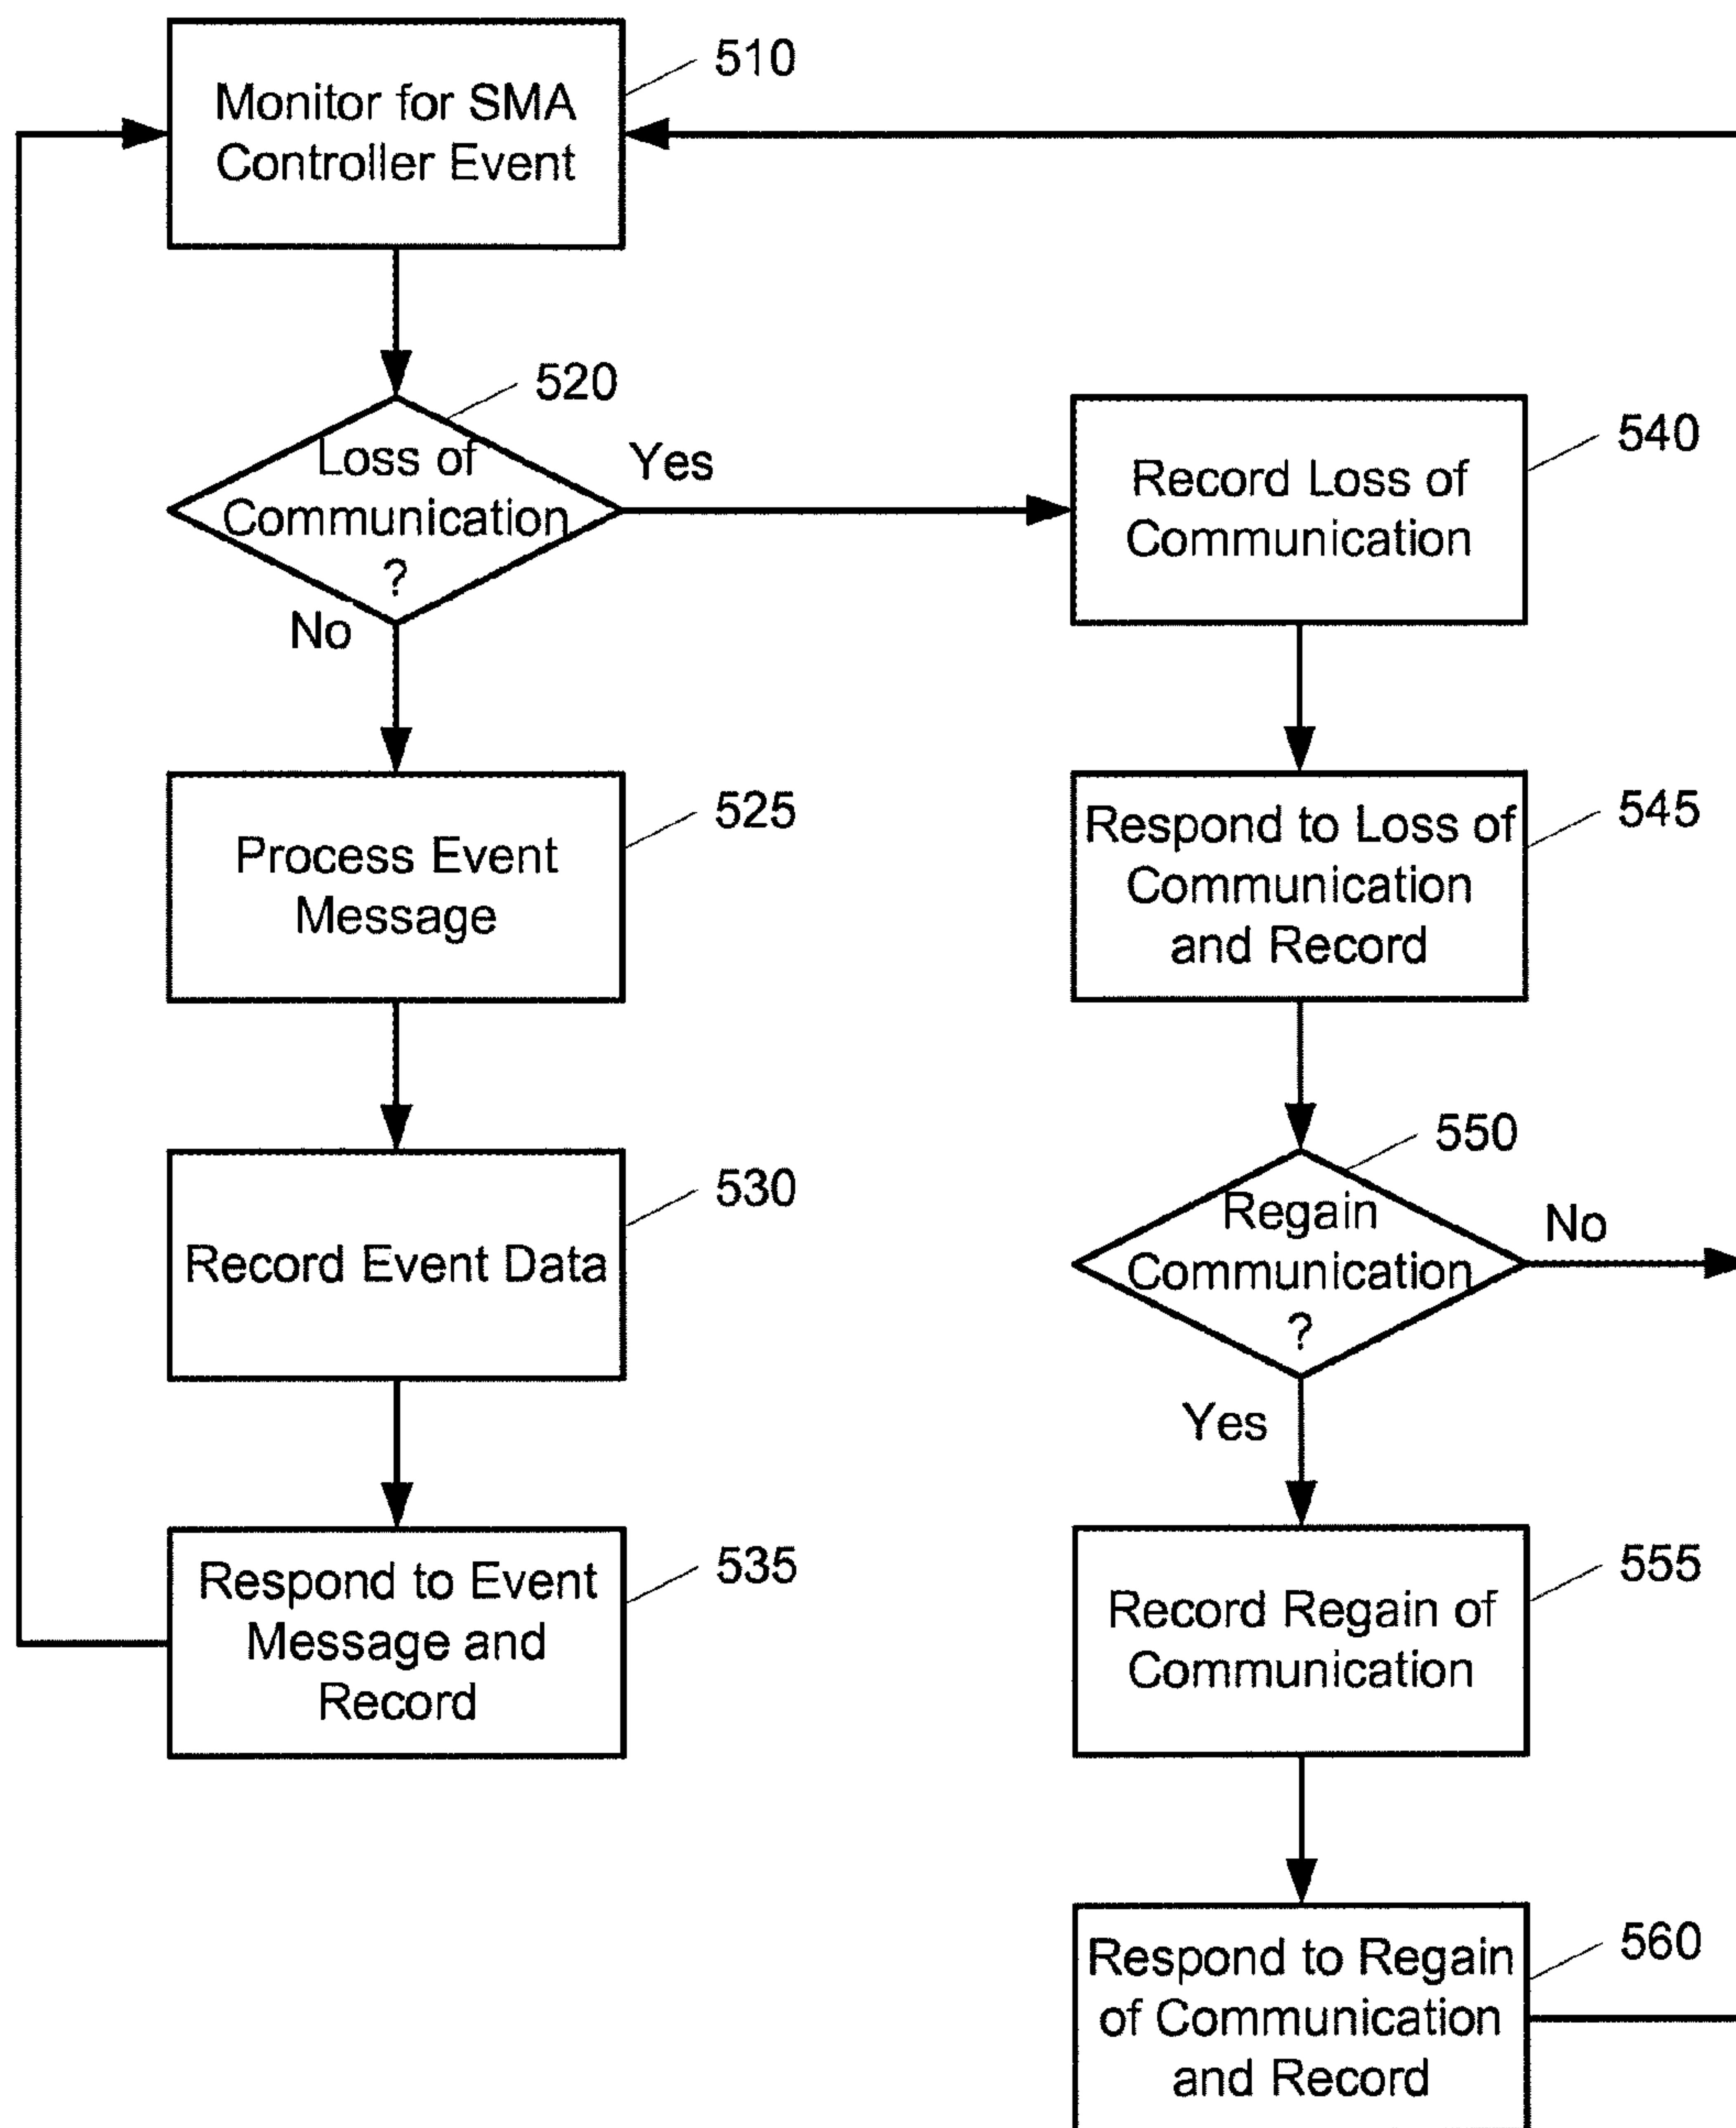 Monitor for SMA
Controller Event
510
Loss of
Communication
?
520
Yes
No
Process Event
Message
525
Record Event Data
530
Respond to Event
Message and
Record
535
Record Loss of
Communication
540
Respond to Loss of
Communication
and Record
545
Regain
Communication
?
550
No
Yes
Record Regain of
Communication
555
Respond to Regain
of Communication
and Record
560